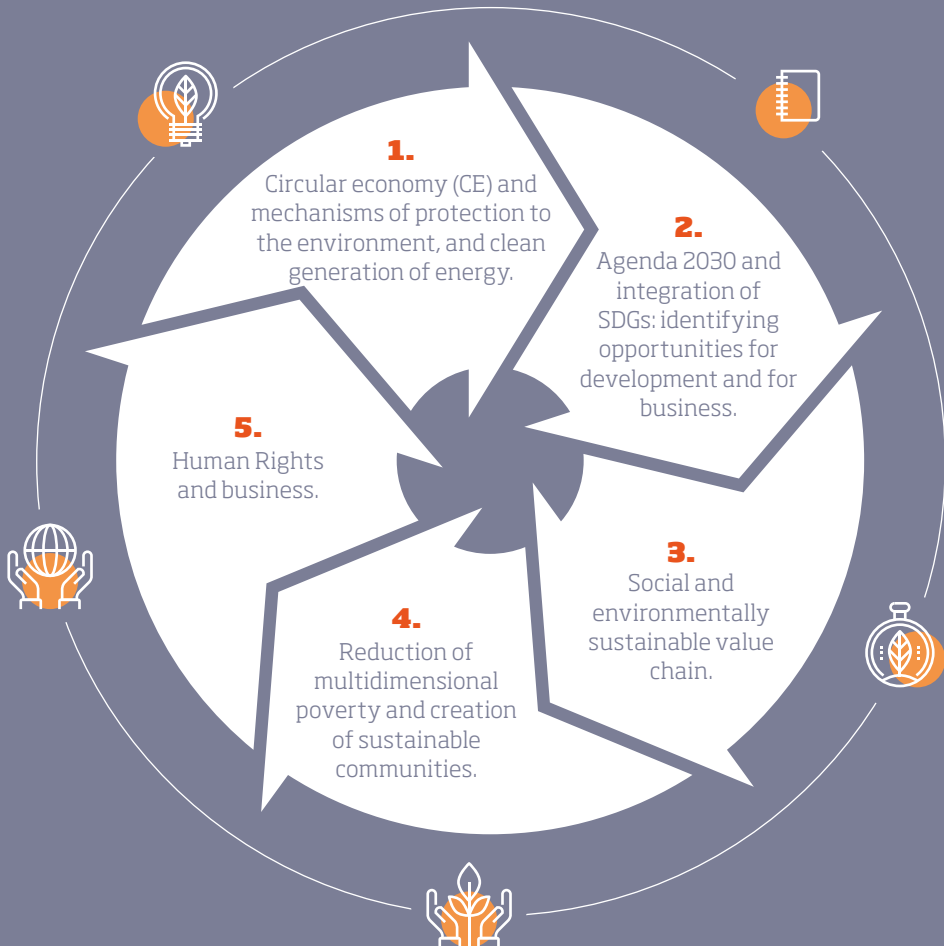 1.
Circular economy (CE) and
mechanisms of protection to
the environment, and clean
generation of energy.
2.
Agenda 2030 and
integration of
SDGs: identifying
opportunities for
development and for
business.
3.
Social and
environmentally
sustainable value
chain.
4.
Reduction of
multidimensional
poverty and creation
of sustainable
communities.
5.
Human Rights
and business.